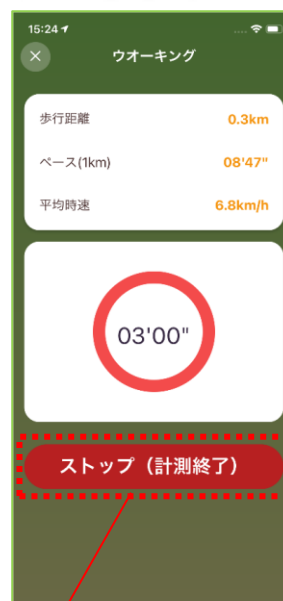 15:24
ウオーキング
歩行距離 0.3km
ペース(1km) 08'47"
平均時速 6.8km/h
03'00"
ストップ（計測終了）